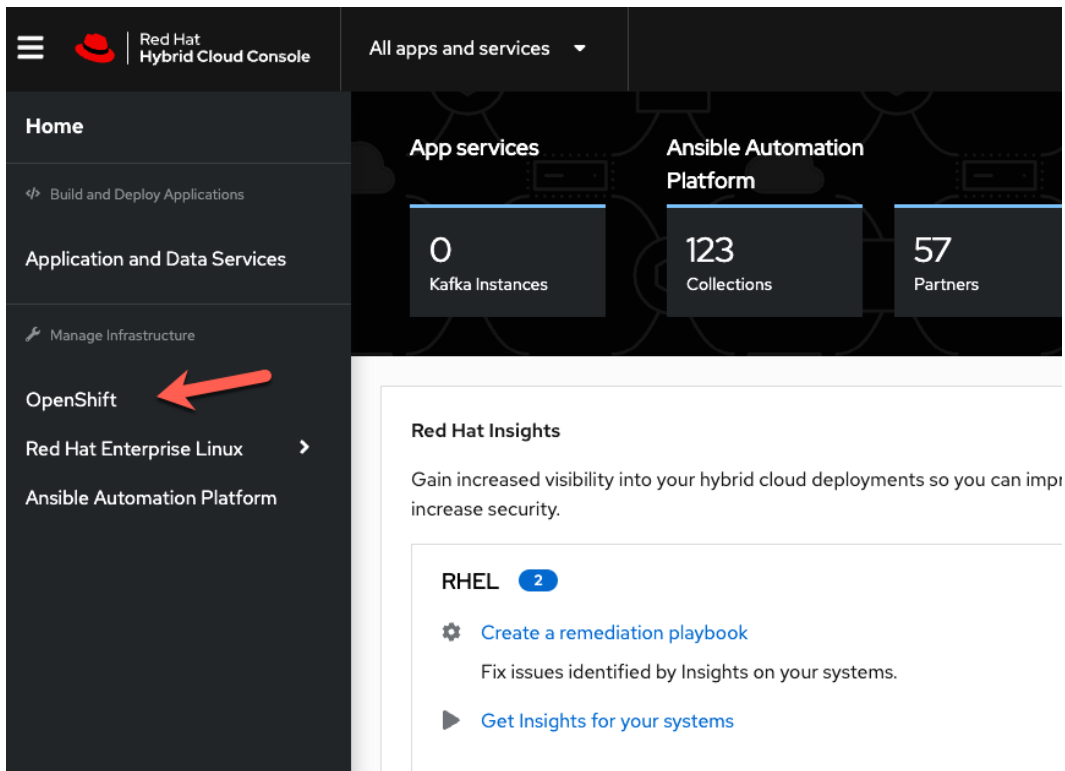 Red Hat
Hybrid Cloud Console
All apps and services
Home
Build and Deploy Applications
Application and Data Services
Manage Infrastructure
OpenShift
Red Hat Enterprise Linux
Ansible Automation Platform
App services
Ansible Automation
Platform
0
Kafka Instances
123
Collections
57
Partners
Red Hat Insights
Gain increased visibility into your hybrid cloud deployments so you can impr
increase security.
RHEL 2
Create a remediation playbook
Fix issues identified by Insights on your systems.
Get Insights for your systems